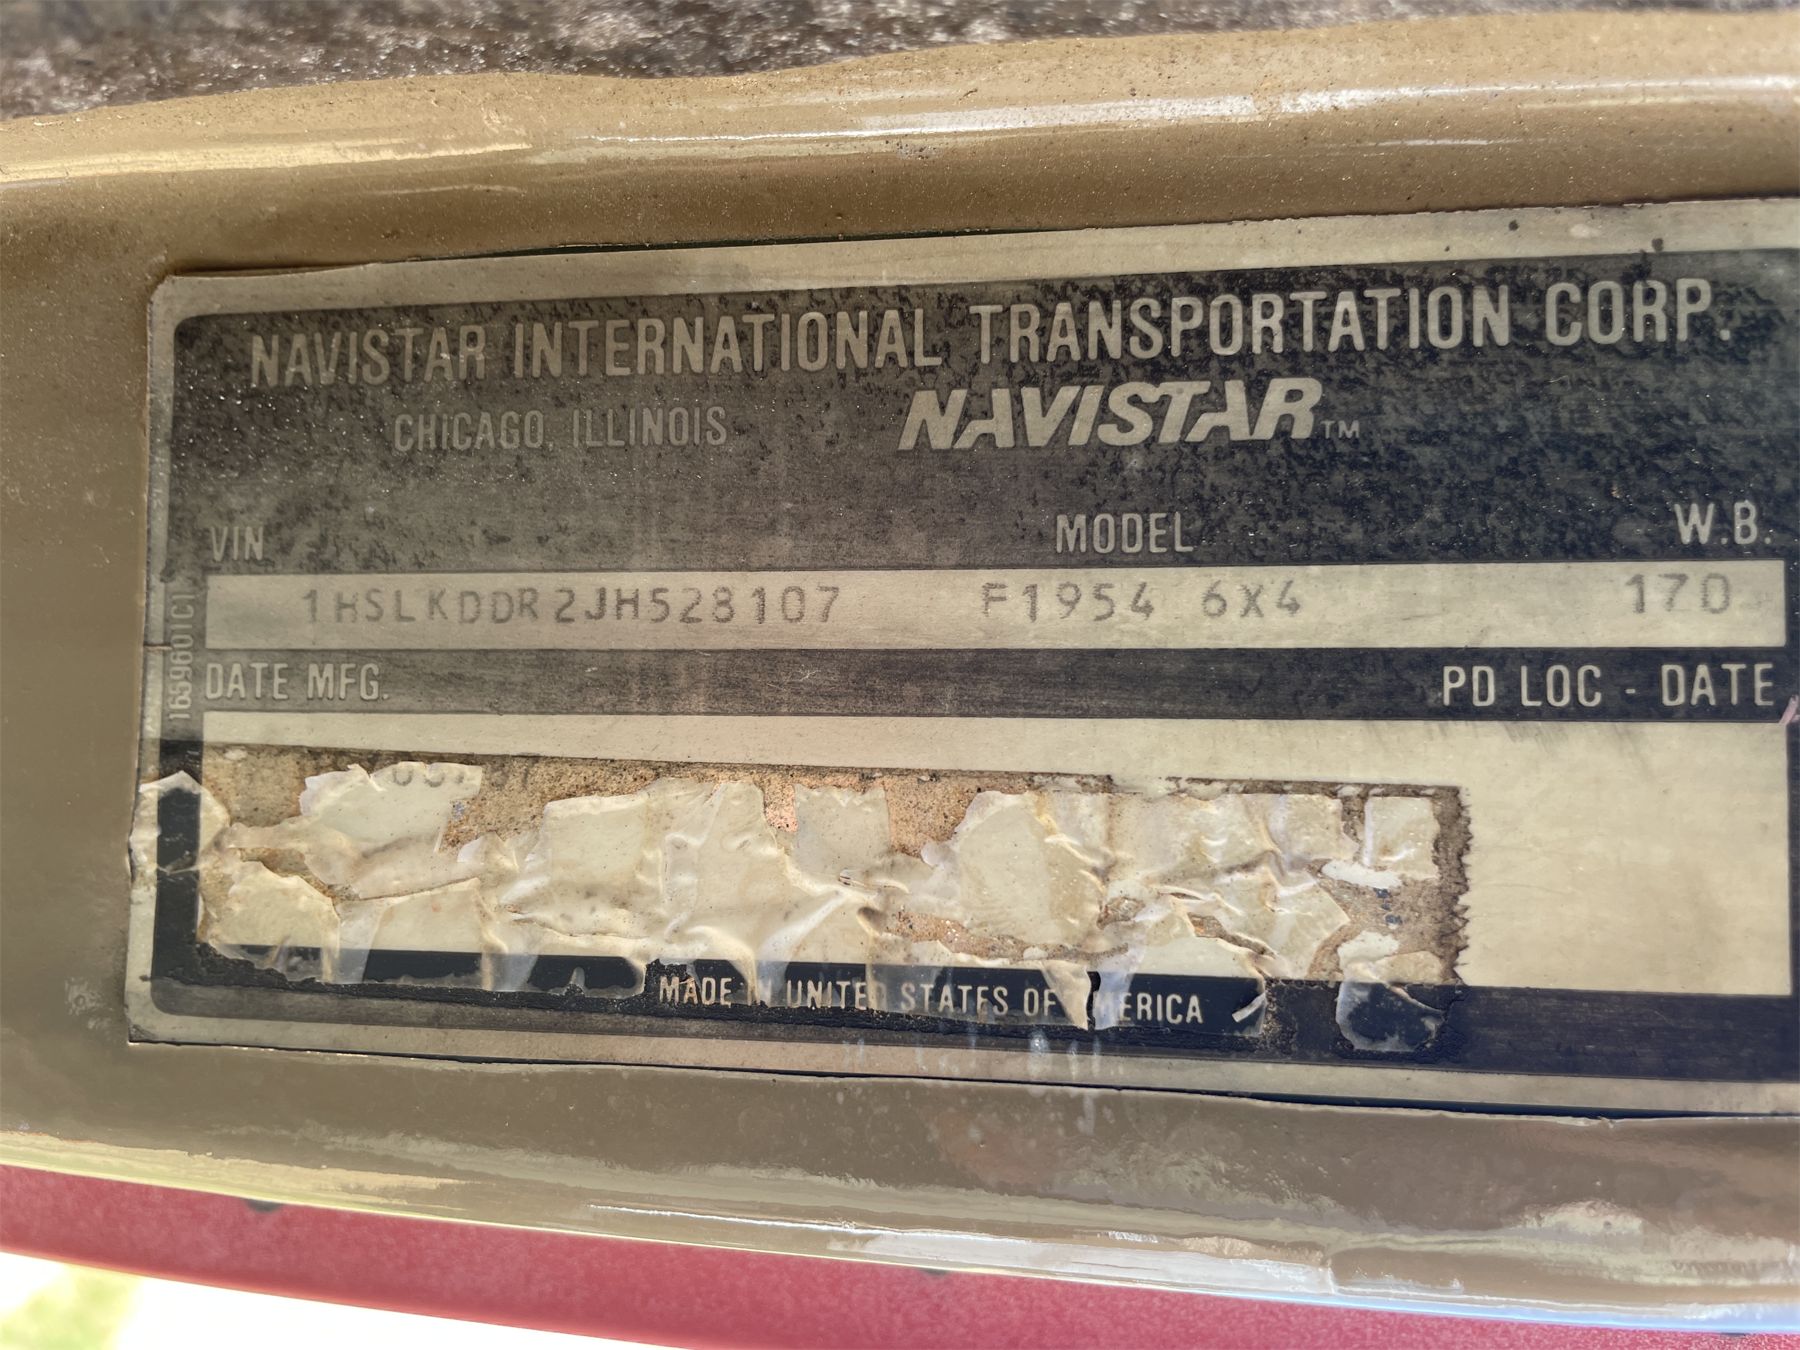 NAVISTAR INTERNATIONAL TRANSPORTATION CORP.
CHICAGO, ILLINOIS NAVISTAR™
VIN MODEL W.B.
1HSLKDDR2JH528107 F1954 6X4 170
1659601C1
DATE MFG. PD LOC - DATE
MADE UNITED STATES OF AMERICA